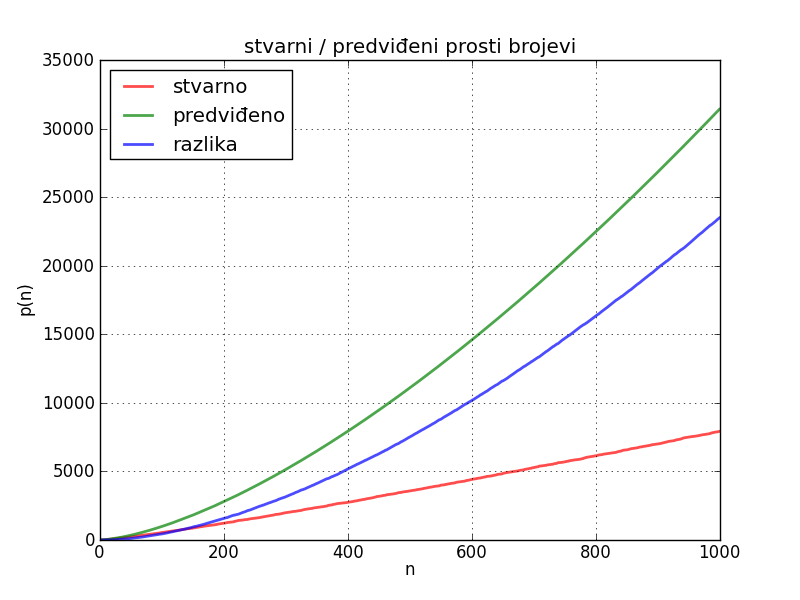 stvarni / predviđeni prosti brojevi
35000
30000
25000
20000
15000
10000
5000
0
p(n)
stvarno
predviđeno
razlika
0 200 400 600 800 1000
n